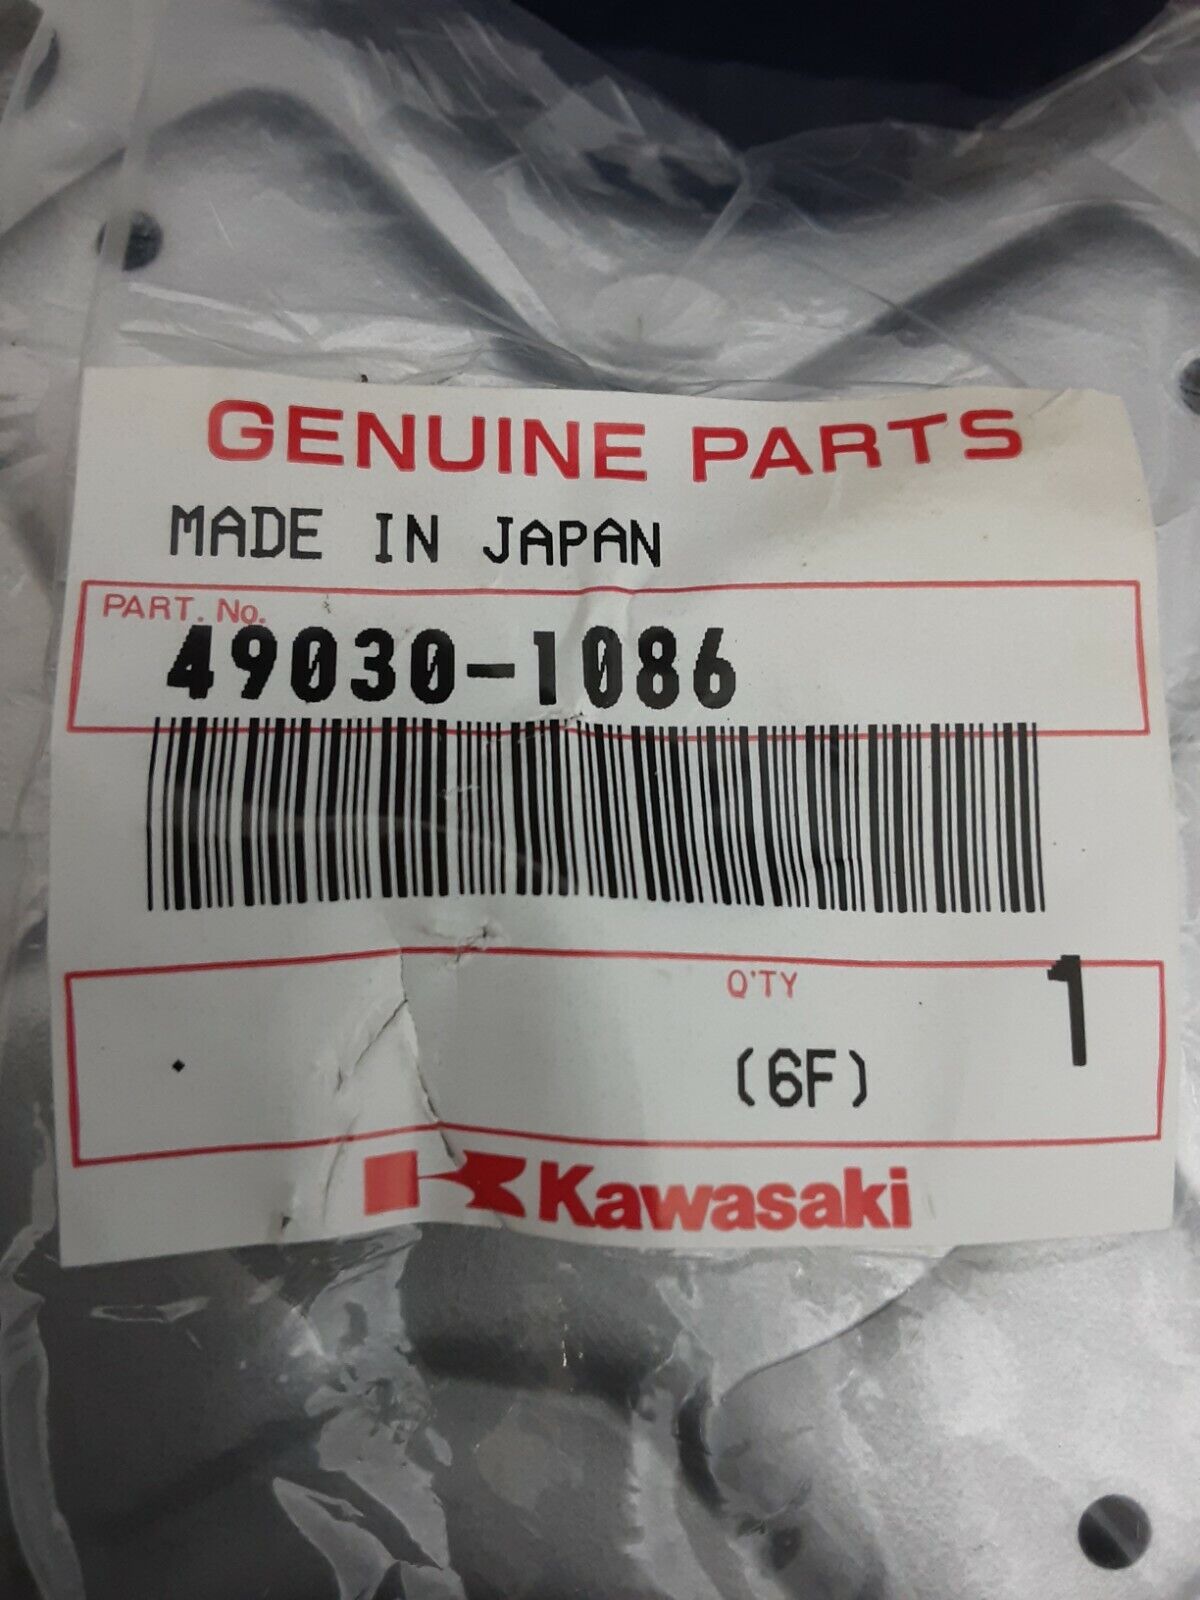 GENUINE PARTS
MADE IN JAPAN
PART. No.
49030-1086
Q'TY 1
(6F)
Kawasaki